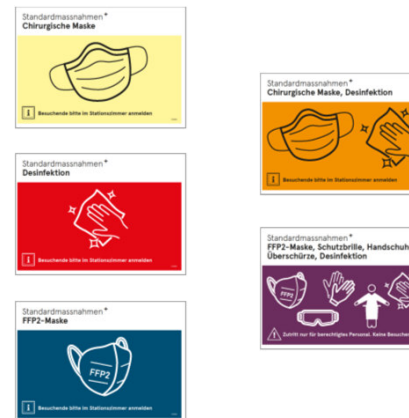 Standardmassnahmen*
Chirurgische Maske
i Besuchende bitte im Stationszimmer anmelden
Standardmassnahmen*
Desinfektion
i Besuchende bitte im Stationszimmer anmelden
Standardmassnahmen*
FFP2-Maske
FFP2
i Besuchende bitte im Stationszimmer anmelden
Standardmassnahmen*
Chirurgische Maske, Desinfektion
i Besuchende bitte im Stationszimmer anmelden
Standardmassnahmen*
FFP2-Maske, Schutzbrille, Handschuh
Überschürze, Desinfektion
FFP2
Zutritt nur für berechtigtes Personal. Keine Besuchen